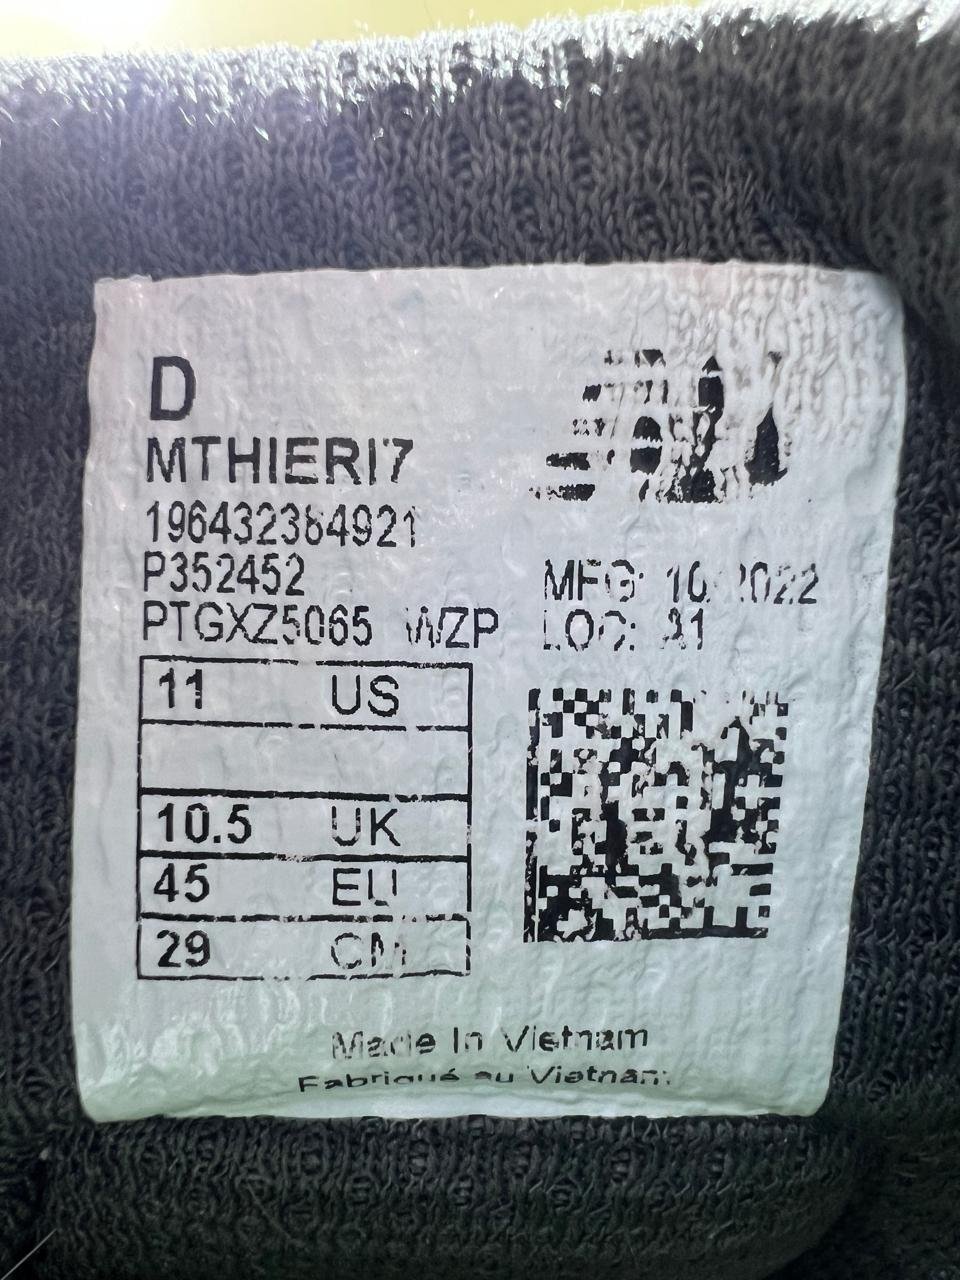 D
MTHIERI7
196432384921
P352452
PTGXZ5065 WZP
MFG: 10/2022
LOC: A1
11 US
10.5 UK
45 EU
29 CM
Made In Vietnam
Fabriqué au Vietnam